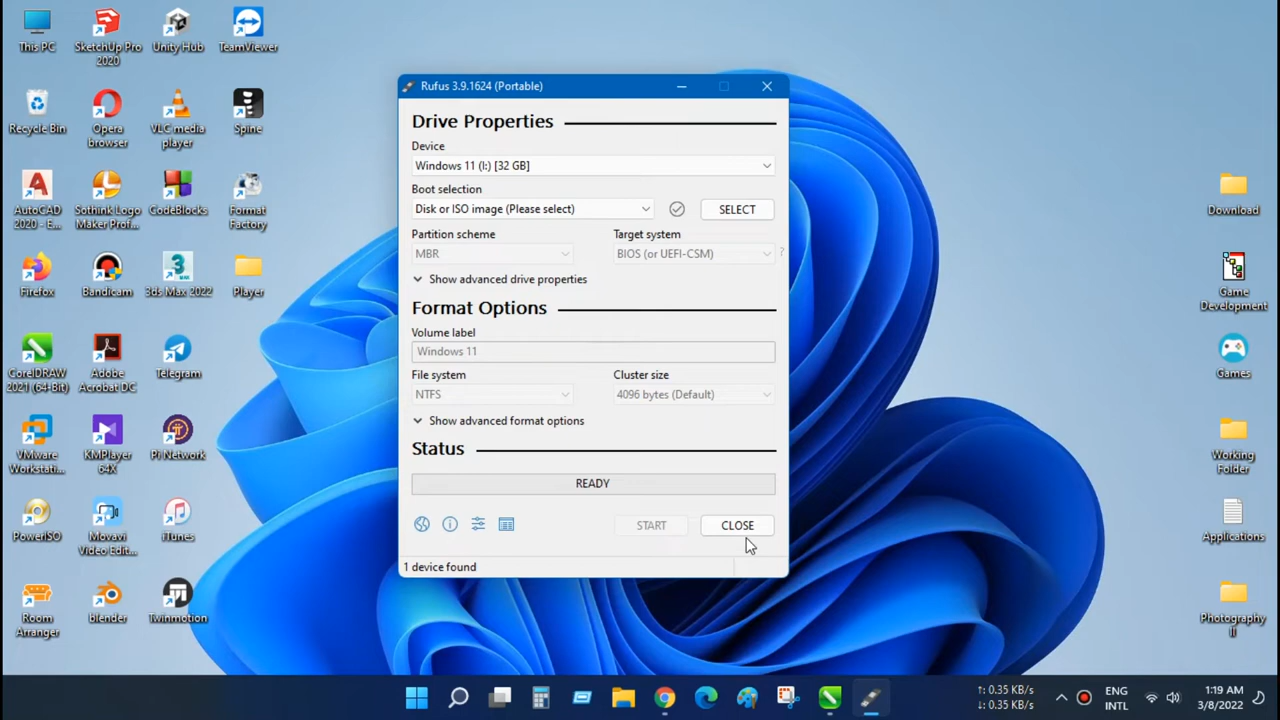 This PC
SketchUp Pro
2020
Unity Hub
TeamViewer
Recycle Bin
Opera
browser
VLC media
player
Spine
AutoCAD
2020 - E...
Sothink Logo
Maker Prof...
CodeBlocks
Format
Factory
Firefox
Bandicam
3ds Max 2022
Player
CorelDRAW
2021 (64-Bit)
Adobe
Acrobat DC
Telegram
VMware
Workstati...
KMPlayer
64X
Pi Network
PowerISO
Movavi
Video Edit...
iTunes
Room
Arranger
blender
Twinmotion
Rufus 3.9.1624 (Portable)
Drive Properties
Device
Windows 11 (I:) [32 GB]
Boot selection
Disk or ISO image (Please select)
SELECT
Partition scheme
Target system
MBR
BIOS (or UEFI-CSM)
?
Show advanced drive properties
Format Options
Volume label
Windows 11
File system
Cluster size
NTFS
4096 bytes (Default)
Show advanced format options
Status
READY
START
CLOSE
1 device found
Download
Game
Development
Games
Working
Folder
Applications
Photography
II
↑: 0.35 KB/s
↓: 0.35 KB/s
ENG
INTL
1:19 AM
3/8/2022